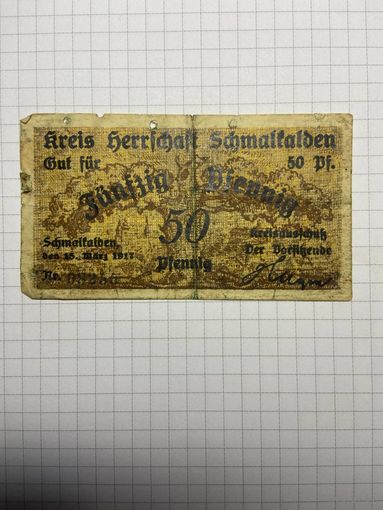 Kreis Herrschaft Schmalkalden
Gut für 50 Pf.
Fünfzig Pfennig
50
Pfennig
Schmalkalden,
den 15. März 1917
Nr.
Kreisausschuß
Der Vorsitzende